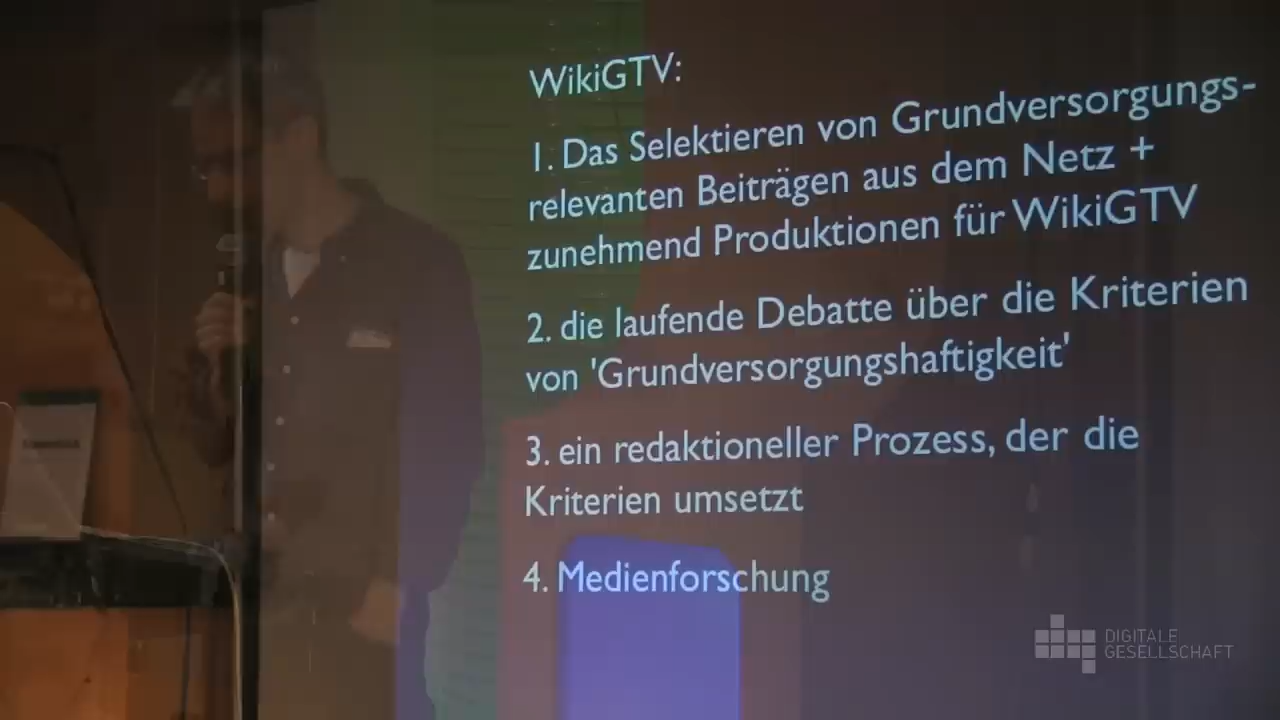 WikiGTV:
1. Das Selektieren von Grundversorgungs-
relevanten Beiträgen aus dem Netz +
zunehmend Produktionen für WikiGTV
2. die laufende Debatte über die Kriterien
von 'Grundversorgungshaftigkeit'
3. ein redaktioneller Prozess, der die
Kriterien umsetzt
4. Medienforschung
DIGITALE
GESELLSCHAFT